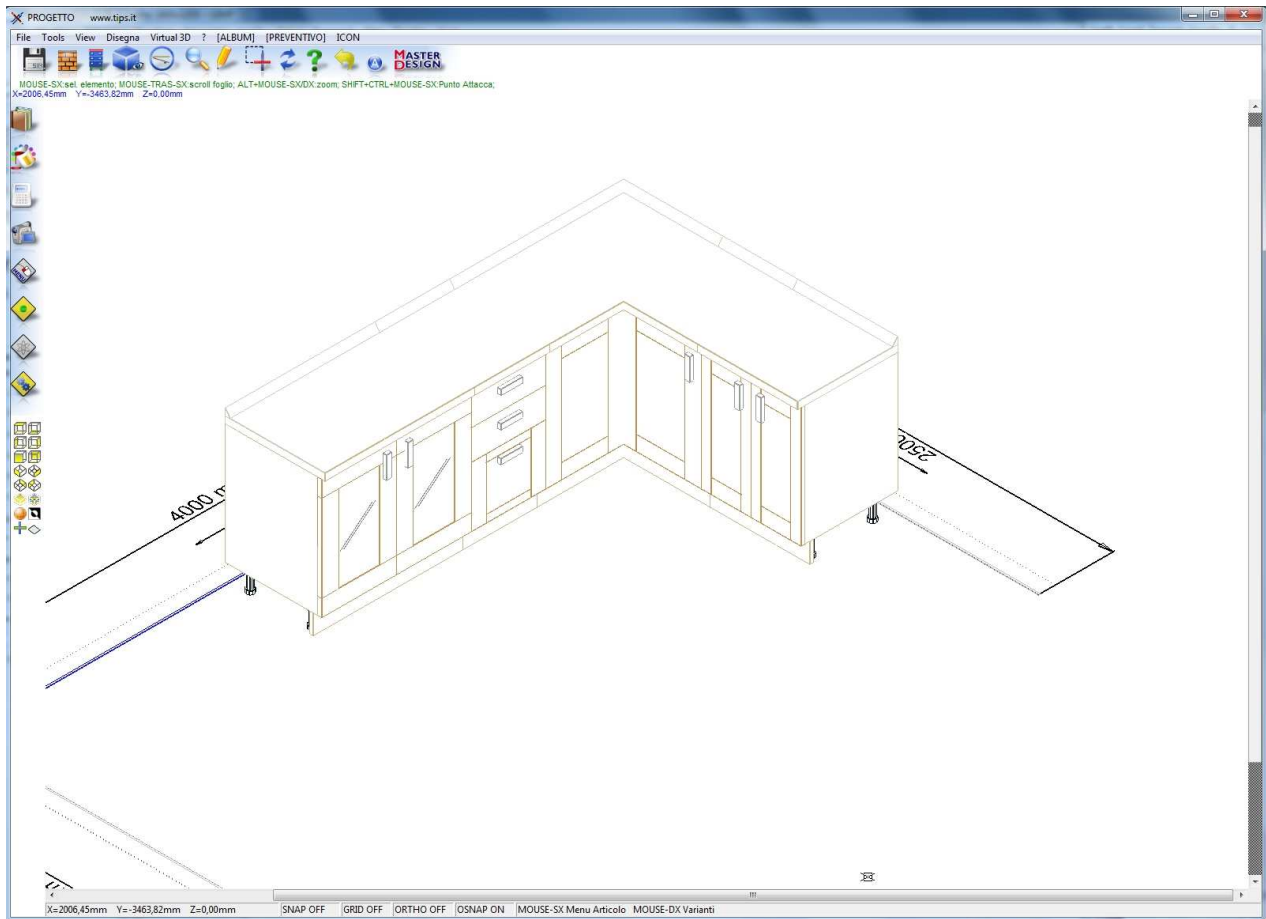 PROGETTO www.tips.it
File Tools View Disegna Virtual 3D ? [ALBUM] [PREVENTIVO] ICON
MASTER
DESIGN
MOUSE-SX:sel. elemento; MOUSE-TRAS-SX:scroll foglio; ALT+MOUSE-SX/DX:zoom; SHIFT+CTRL+MOUSE-SX:Punto Attacca;
X=2006,45mm Y=-3463,82mm Z=0,00mm
2500
4000 m
X=2006,45mm Y=-3463,82mm Z=0,00mm SNAP OFF GRID OFF ORTHO OFF OSNAP ON MOUSE-SX Menu Articolo MOUSE-DX Varianti